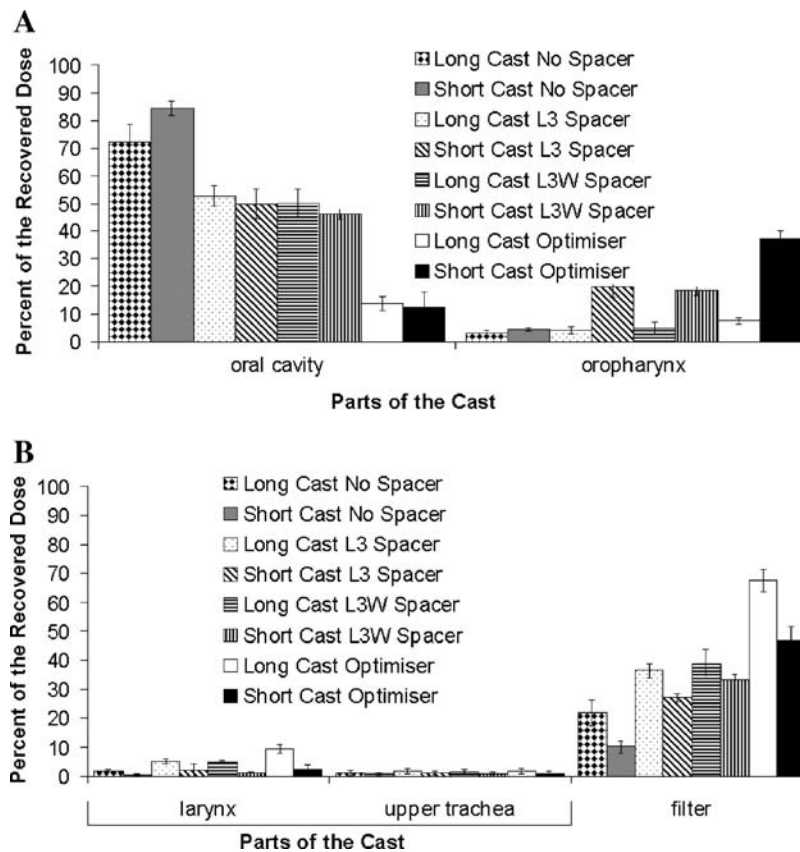 A
Percent of the Recovered Dose
100
90
80
70
60
50
40
30
20
10
0
Long Cast No Spacer
Short Cast No Spacer
Long Cast L3 Spacer
Short Cast L3 Spacer
Long Cast L3W Spacer
Short Cast L3W Spacer
Long Cast Optimiser
Short Cast Optimiser
oral cavity
oropharynx
Parts of the Cast
B
Percent of the Recovered Dose
100
90
80
70
60
50
40
30
20
10
0
Long Cast No Spacer
Short Cast No Spacer
Long Cast L3 Spacer
Short Cast L3 Spacer
Long Cast L3W Spacer
Short Cast L3W Spacer
Long Cast Optimiser
Short Cast Optimiser
larynx
upper trachea
filter
Parts of the Cast